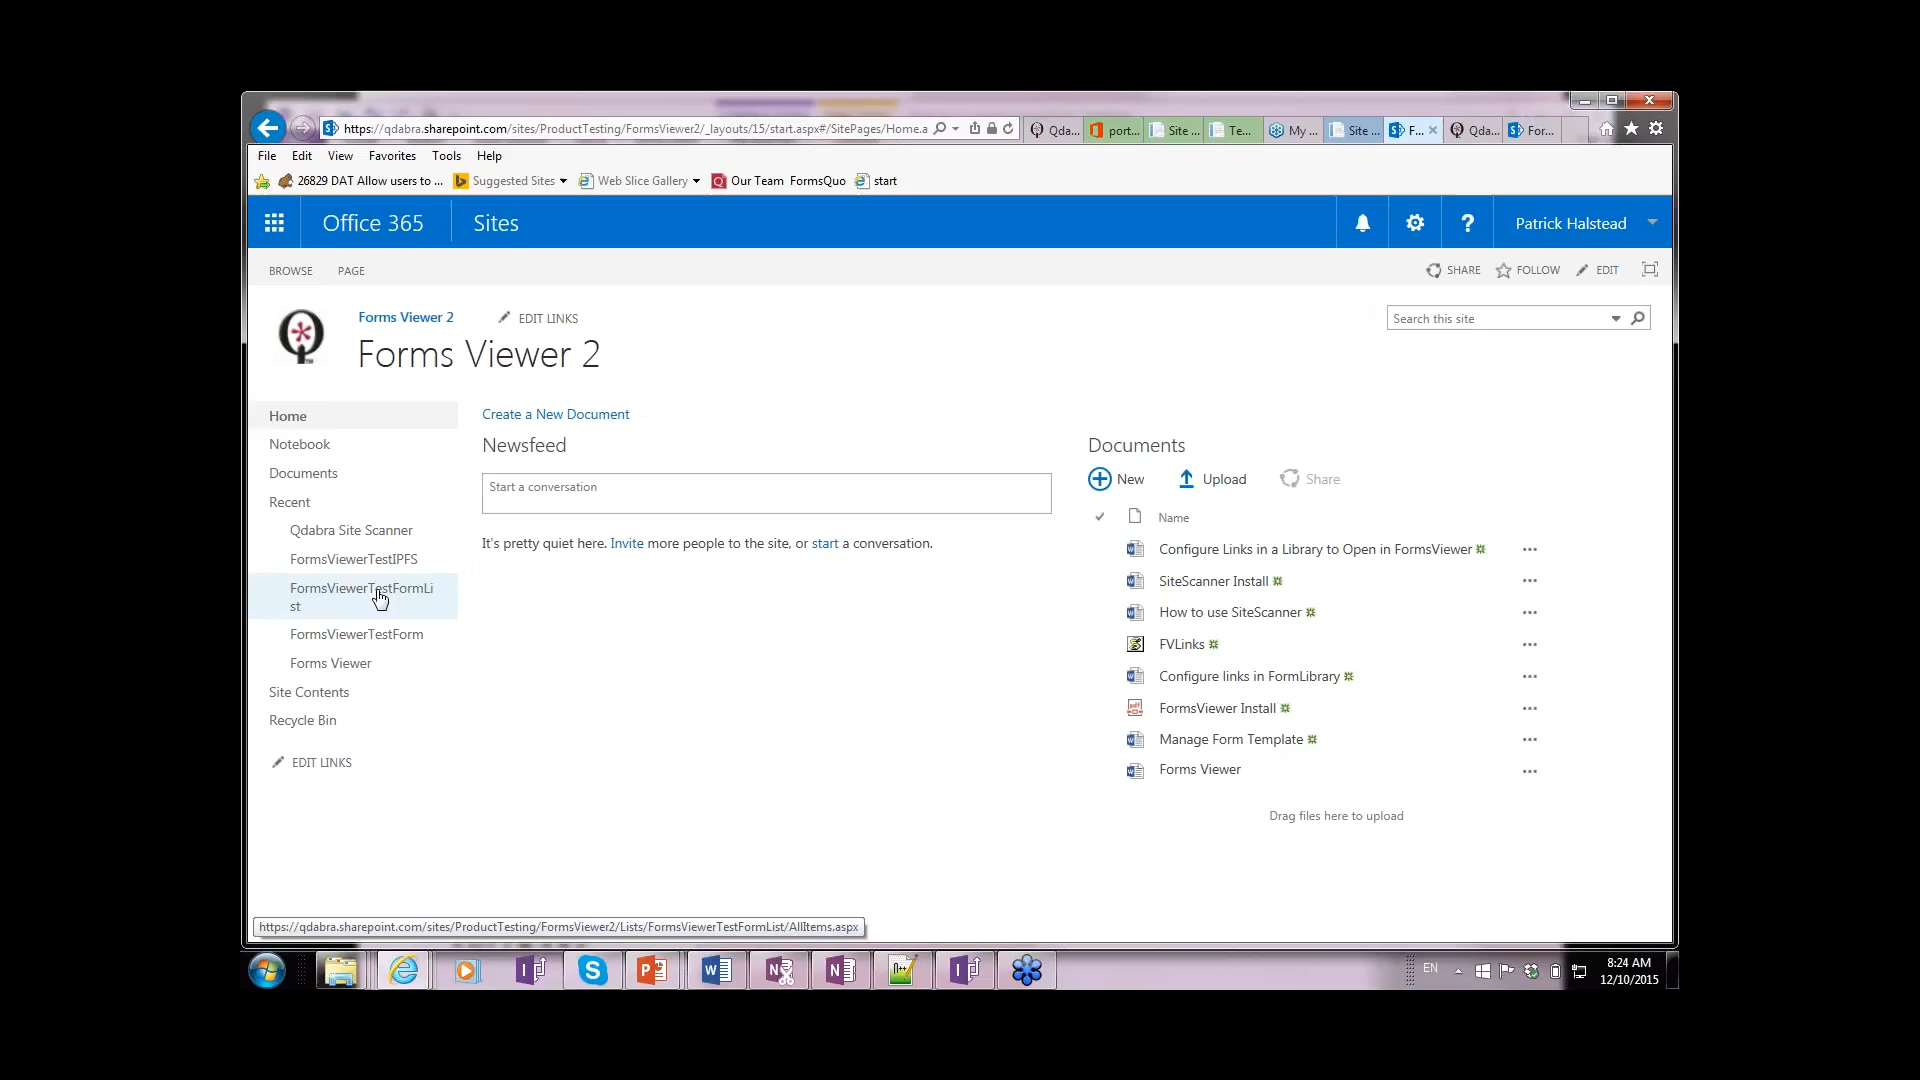 https://qdabra.sharepoint.com/sites/ProductTesting/FormsViewer2/_layouts/15/start.aspx#/SitePages/Home.a
Qda...
port...
Site ...
Te...
My ...
Site ...
F...
Qda...
For...
File Edit View Favorites Tools Help
26829 DAT Allow users to ...
Suggested Sites
Web Slice Gallery
Our Team FormsQuo
start
Office 365
Sites
Patrick Halstead
BROWSE PAGE
SHARE FOLLOW EDIT
Forms Viewer 2
EDIT LINKS
Search this site
Forms Viewer 2
Home
Notebook
Documents
Recent
Qdabra Site Scanner
FormsViewerTestIPFS
FormsViewerTestFormLi
st
FormsViewerTestForm
Forms Viewer
Site Contents
Recycle Bin
EDIT LINKS
Create a New Document
Newsfeed
Start a conversation
It's pretty quiet here. Invite more people to the site, or start a conversation.
Documents
New Upload Share
Name
Configure Links in a Library to Open in FormsViewer
SiteScanner Install
How to use SiteScanner
FVLinks
Configure links in FormLibrary
FormsViewer Install
Manage Form Template
Forms Viewer
Drag files here to upload
https://qdabra.sharepoint.com/sites/ProductTesting/FormsViewer2/Lists/FormsViewerTestFormList/AllItems.aspx
EN
8:24 AM
12/10/2015